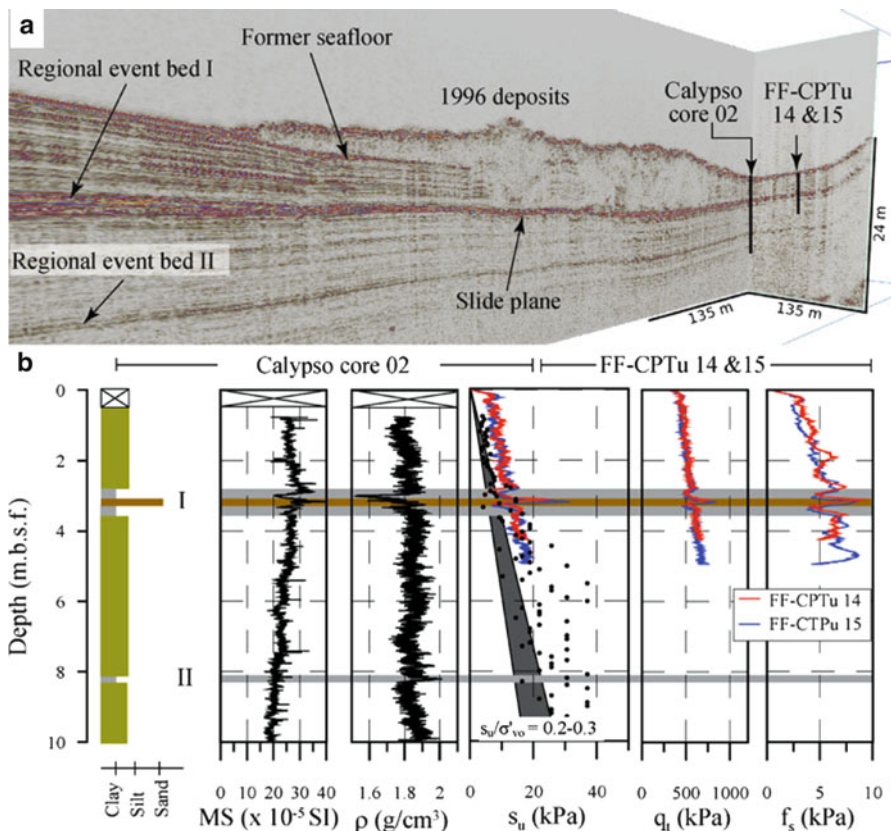 a
Former seafloor
Regional event bed I
1996 deposits
Calypso
core 02
FF-CPTu
14 &15
Regional event bed II
Slide plane
24 m
135 m
135 m
b
Calypso core 02
FF-CPTu 14 &15
0
2
4
6
8
10
Depth (m.b.s.f.)
I
II
FF-CPTu 14
FF-CTPu 15
su/σ'vo = 0.2-0.3
Clay
Silt
Sand
0 10 20 30 40
MS (x 10-5 SI)
1.6 1.8 2
ρ (g/cm3)
0 20 40
su (kPa)
0 500 1000
qt (kPa)
0 5 10
fs (kPa)